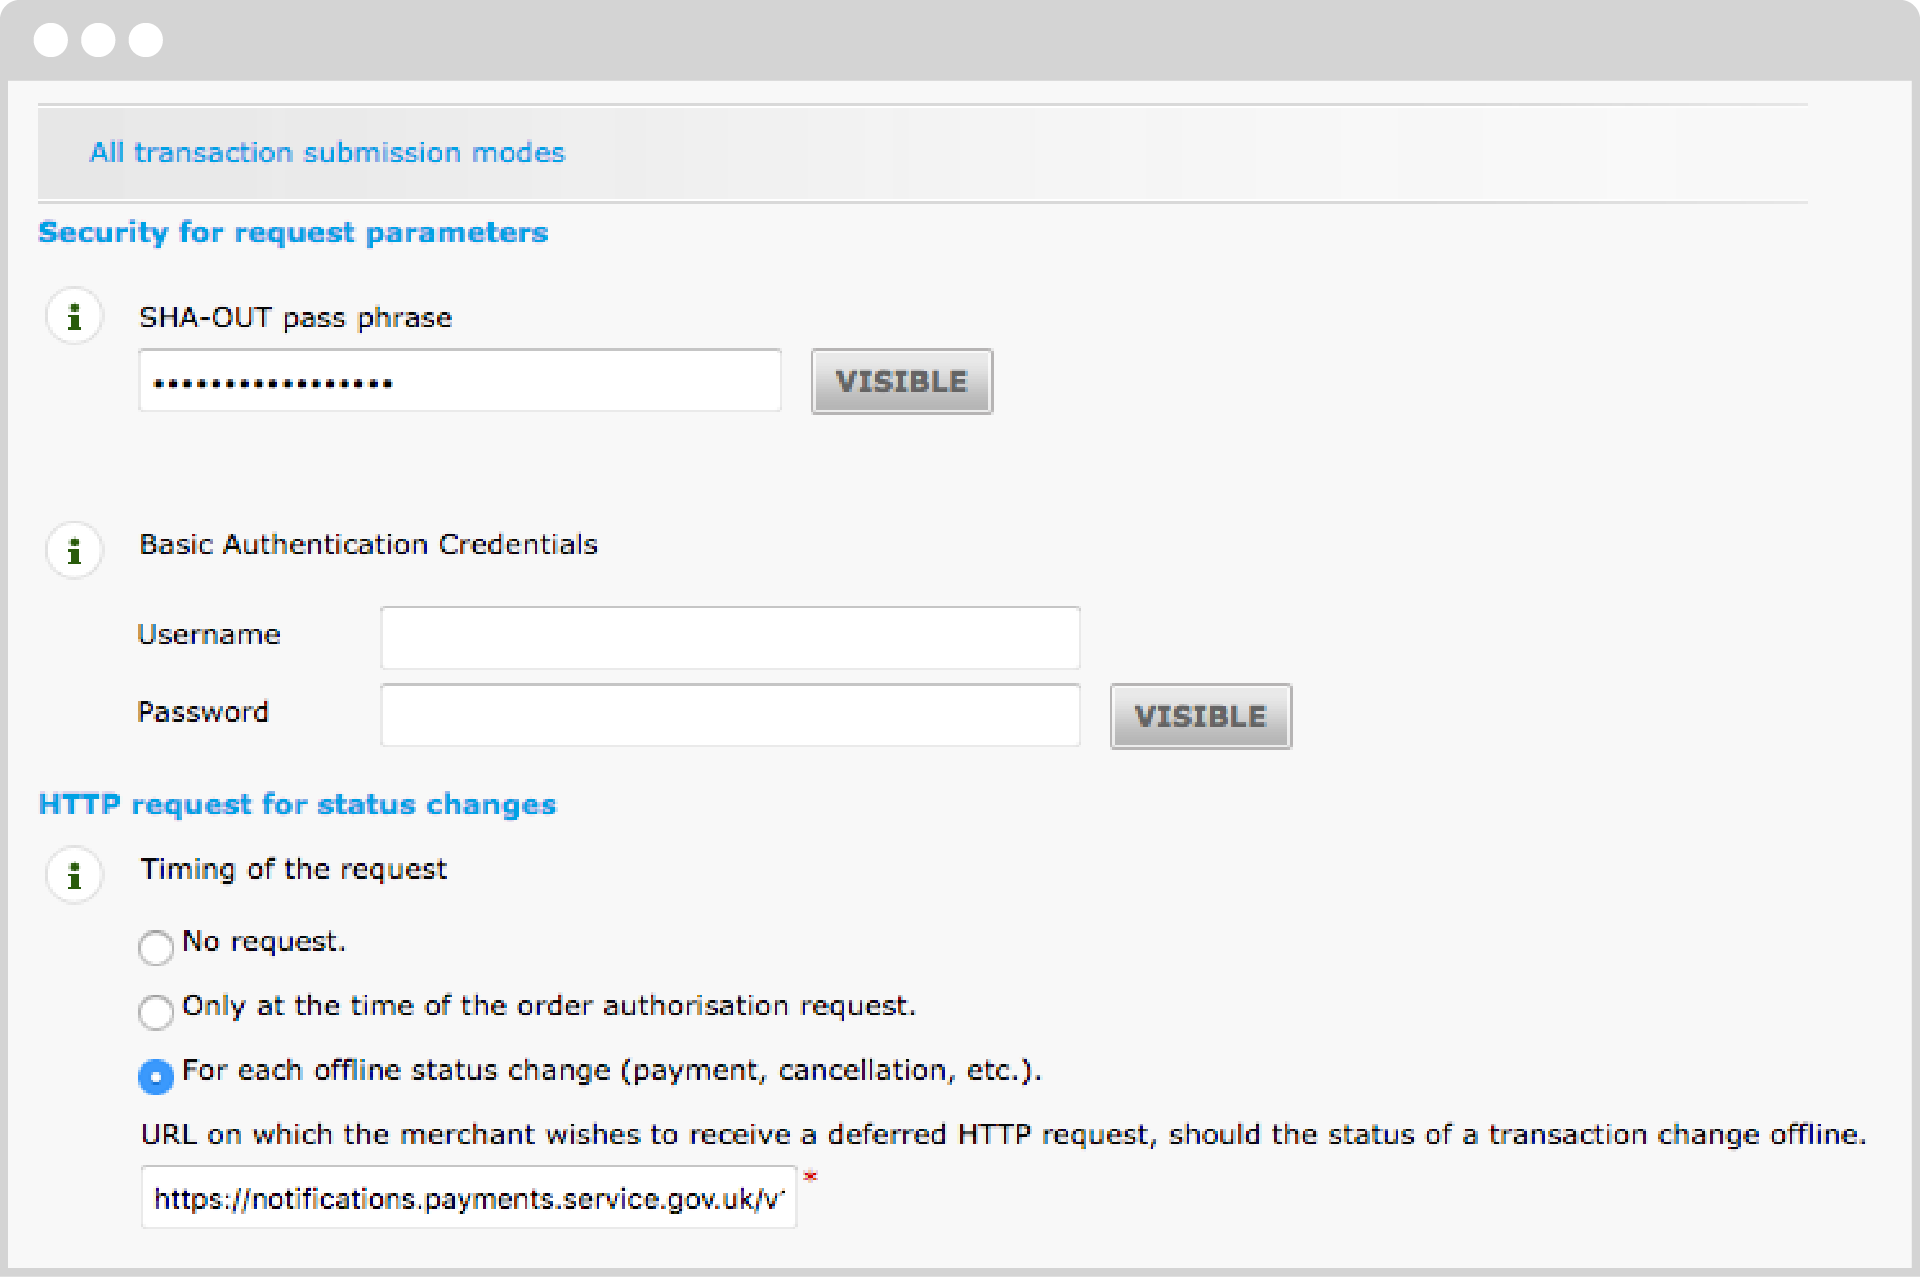 All transaction submission modes
Security for request parameters
i
SHA-OUT pass phrase
•••••••••••••••••
VISIBLE
i
Basic Authentication Credentials
Username
Password
VISIBLE
HTTP request for status changes
i
Timing of the request
No request.
Only at the time of the order authorisation request.
For each offline status change (payment, cancellation, etc.).
URL on which the merchant wishes to receive a deferred HTTP request, should the status of a transaction change offline.
https://notifications.payments.service.gov.uk/v
*